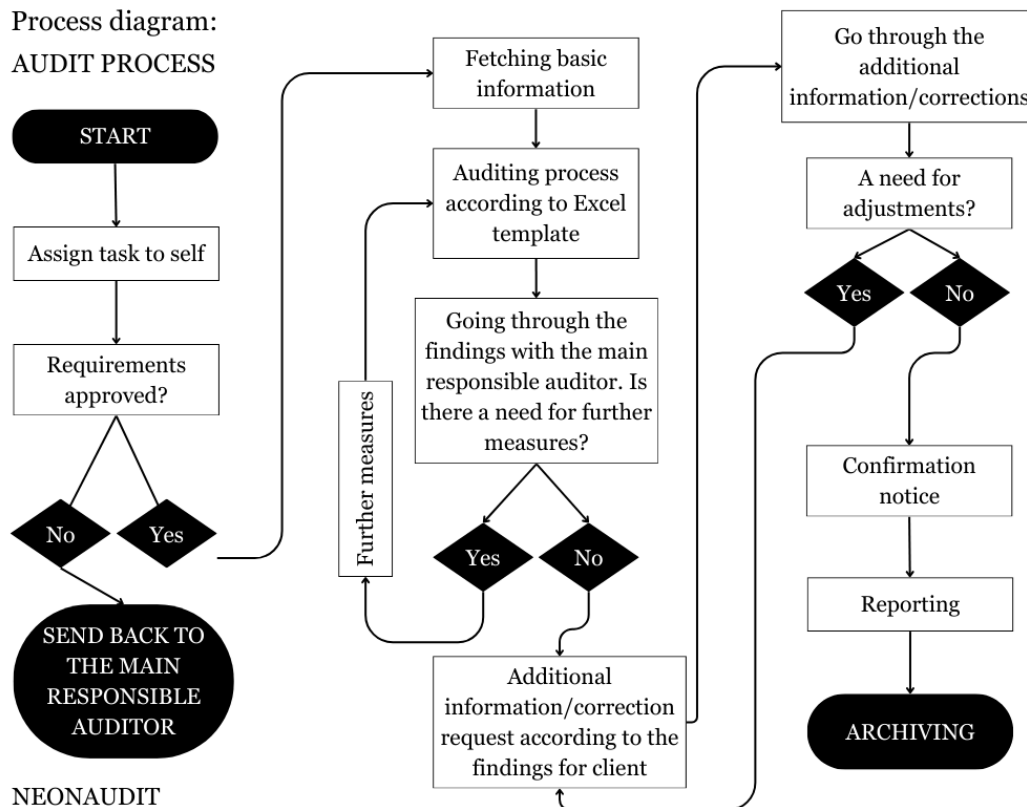 Process diagram:
AUDIT PROCESS
START
Assign task to self
Requirements
approved?
No
Yes
SEND BACK TO
THE MAIN
RESPONSIBLE
AUDITOR
NEONAUDIT
Fetching basic
information
Auditing process
according to Excel
template
Going through the
findings with the main
responsible auditor. Is
there a need for further
measures?
Further measures
Yes
No
Additional
information/correction
request according to the
findings for client
Go through the
additional
information/corrections
A need for
adjustments?
Yes
No
Confirmation
notice
Reporting
ARCHIVING